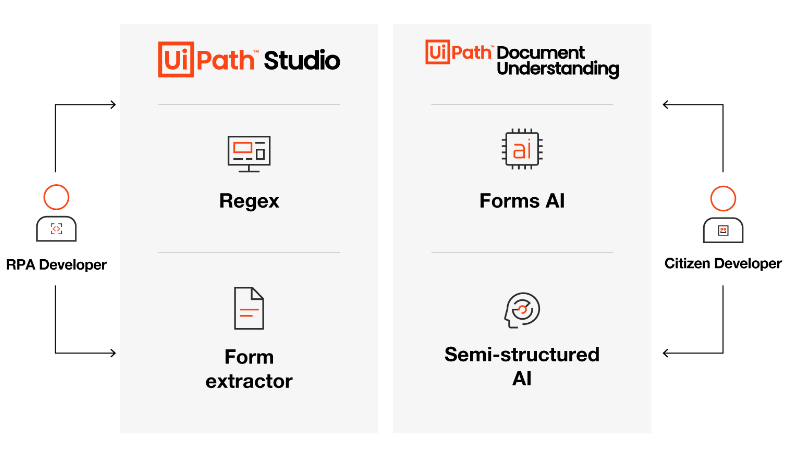 UiPath™ Studio
UiPath™ Document
Understanding
Regex
ai
Forms AI
RPA Developer
Citizen Developer
Form
extractor
Semi-structured
AI